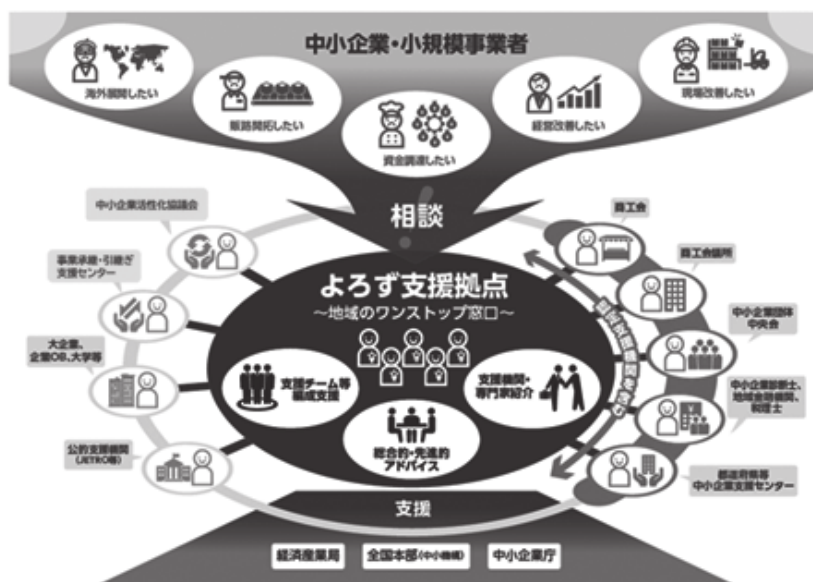 中小企業・小規模事業者
海外展開したい
販路開拓したい
資金調達したい
経営改善したい
現場改善したい
相談
中小企業活性化協議会
事業承継・引継ぎ
支援センター
大企業、
企業OB、大学等
公的支援機関
(JETRO等)
よろず支援拠点
～地域のワンストップ窓口～
支援チーム等
編成支援
総合的・先進的
アドバイス
支援機関・
専門家紹介
商工会
商工会議所
中小企業団体
中央会
中小企業診断士、
地域金融機関、
税理士
都道府県等
中小企業支援センター
支援
経済産業局
全国本部(中小機構)
中小企業庁